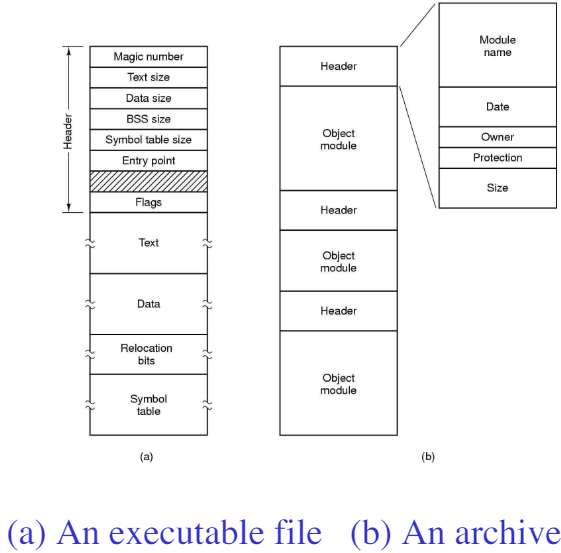 Header
Magic number
Text size
Data size
BSS size
Symbol table size
Entry point
Flags
Text
Data
Relocation
bits
Symbol
table
(a)
Header
Object
module
Header
Object
module
Header
Object
module
(b)
Module
name
Date
Owner
Protection
Size
(a) An executable file (b) An archive